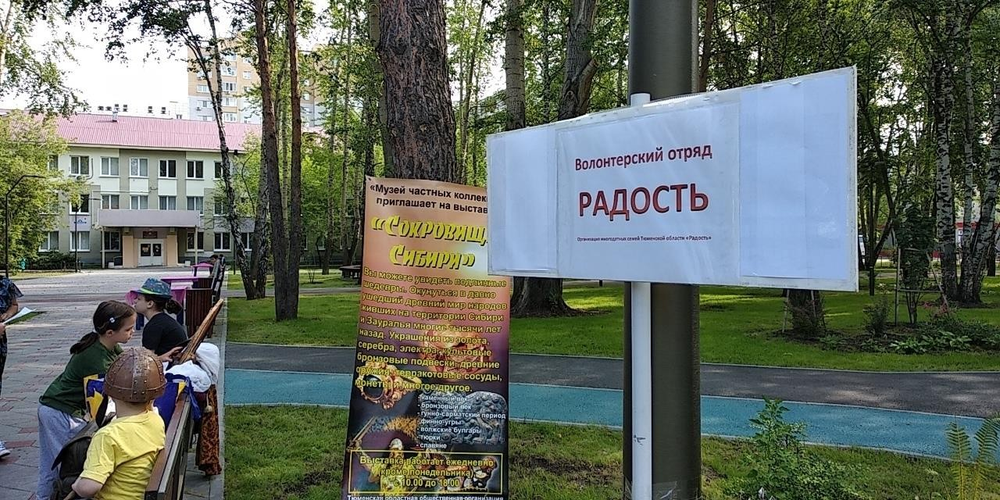 «Музей частных коллек
приглашает на выстав
«Сокровищ
Сибири»
Вы можете увидеть подлинные
шедевры. Окунуться в давно
ушедший древний мир народов
живших на территории Сибири
и Зауралья многие тысячи лет
назад. Украшения из золота,
серебра, электра, культовые
бронзовые подвески, древние
оружия, терракотовые сосуды,
монеты и многое другое.
- каменный век
- бронзовый век
- гунно-сарматский период
- финно-угры
- волжские булгары
- тюрки
- славяне
Выставка работает ежедневно
(кроме понедельника)
с 10.00 до 18.00
Тюменская областная общественная организация
Волонтерский отряд
РАДОСТЬ
Организация многодетных семей Тюменской области «Радость»